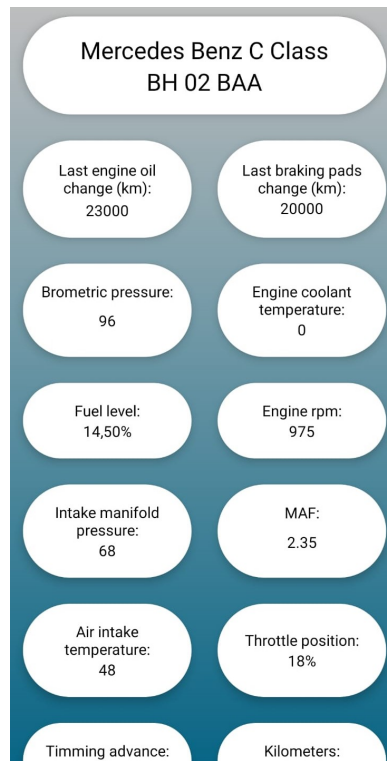 Mercedes Benz C Class
BH 02 BAA
Last engine oil
change (km):
23000
Last braking pads
change (km):
20000
Brometric pressure:
96
Engine coolant
temperature:
0
Fuel level:
14,50%
Engine rpm:
975
Intake manifold
pressure:
68
MAF:
2.35
Air intake
temperature:
48
Throttle position:
18%
Timming advance:
Kilometers: